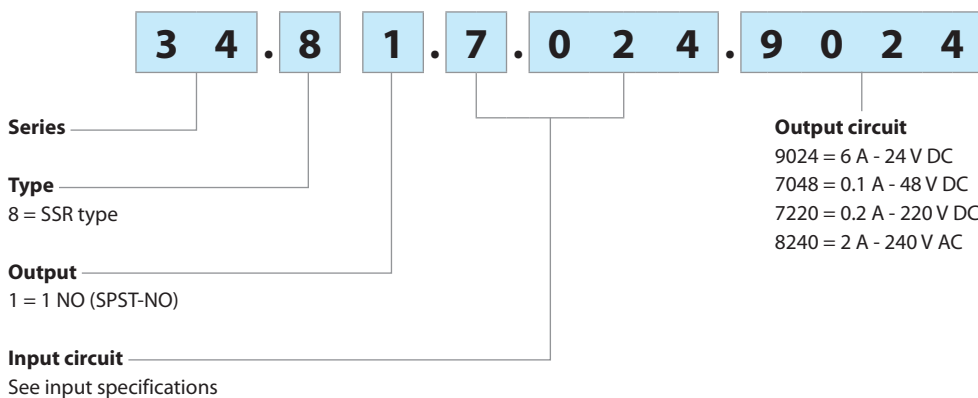 3 4 . 8 1 . 7 . 0 2 4 . 9 0 2 4
Series
Type
8 = SSR type
Output
1 = 1 NO (SPST-NO)
Input circuit
See input specifications
Output circuit
9024 = 6 A - 24 V DC
7048 = 0.1 A - 48 V DC
7220 = 0.2 A - 220 V DC
8240 = 2 A - 240 V AC